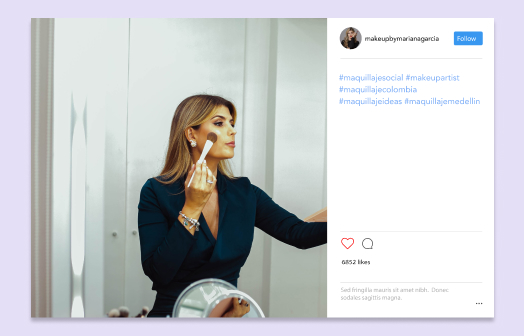 makeupbymarianagarcia
Follow
#maquillajesocial #makeupartist
#maquillajecolombia
#maquillajeideas #maquillajemedellin
6852 likes
Sed fringilla mauris sit amet nibh. Donec
sodales sagittis magna.